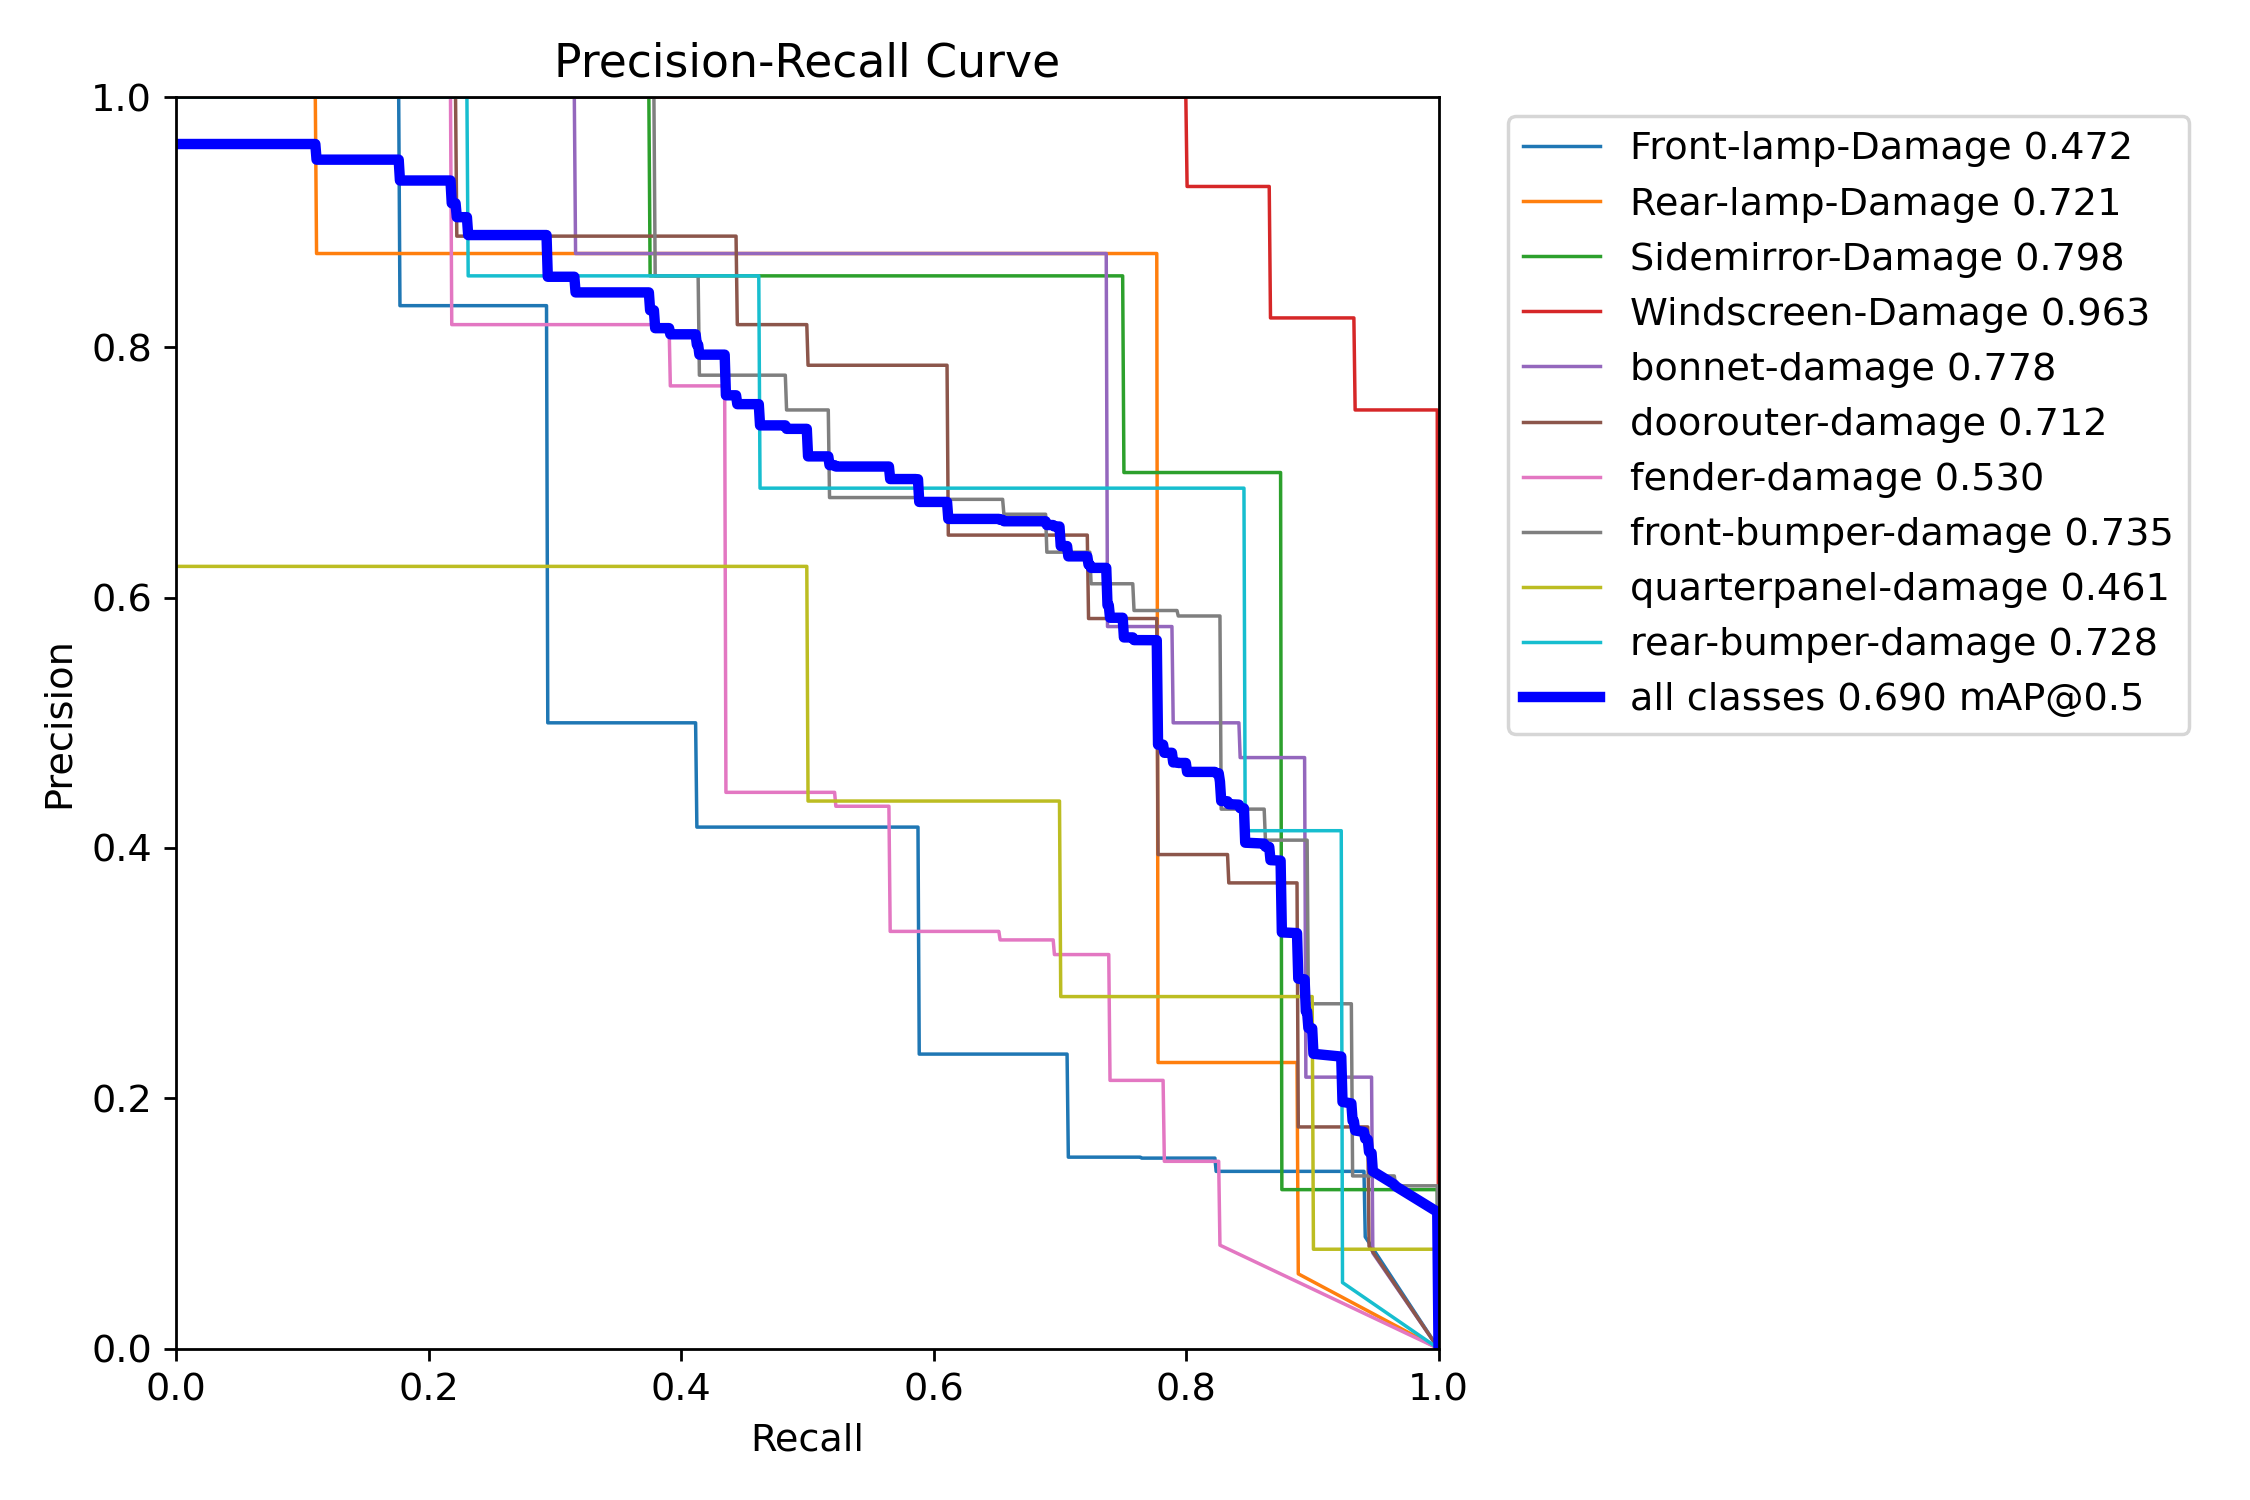 Precision-Recall Curve
1.0
0.8
0.6
0.4
0.2
0.0
Precision
0.0 0.2 0.4 0.6 0.8 1.0
Recall
Front-lamp-Damage 0.472
Rear-lamp-Damage 0.721
Sidemirror-Damage 0.798
Windscreen-Damage 0.963
bonnet-damage 0.778
doorouter-damage 0.712
fender-damage 0.530
front-bumper-damage 0.735
quarterpanel-damage 0.461
rear-bumper-damage 0.728
all classes 0.690 mAP@0.5